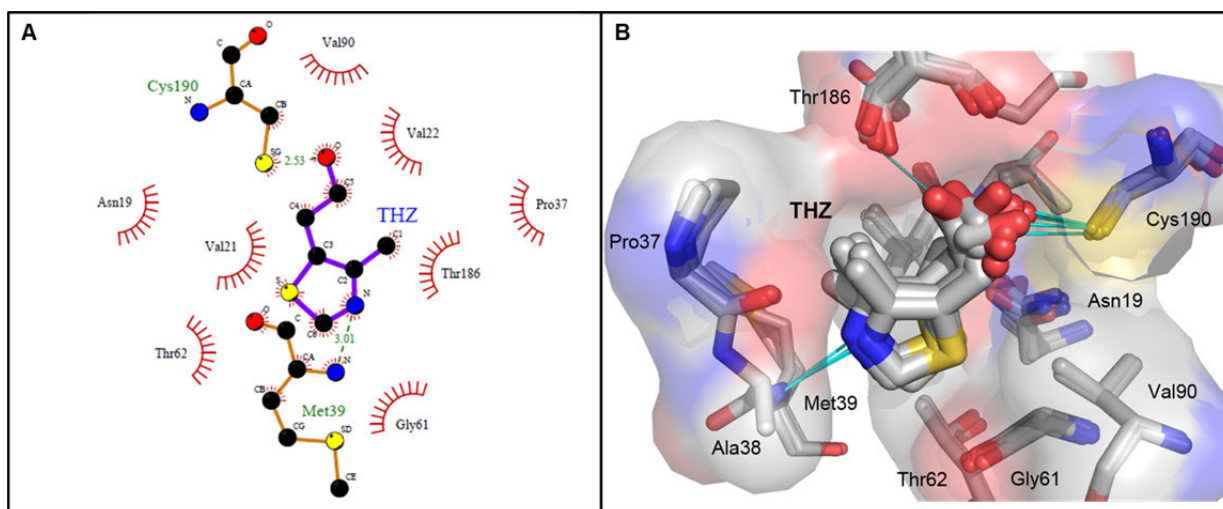 A
O
Val90
C
Cys190
CA
N
CB
Val22
SG
2.53
O
C5
Asn19
C4
THZ
Pro37
Val21
C3
C1
Thr186
C2
S
N
O
C
C6
3.01
Thr62
CA
N
CB
Met39
CG
SD
Gly61
CE
B
Thr186
THZ
Pro37
Cys190
Asn19
Met39
Val90
Ala38
Thr62
Gly61